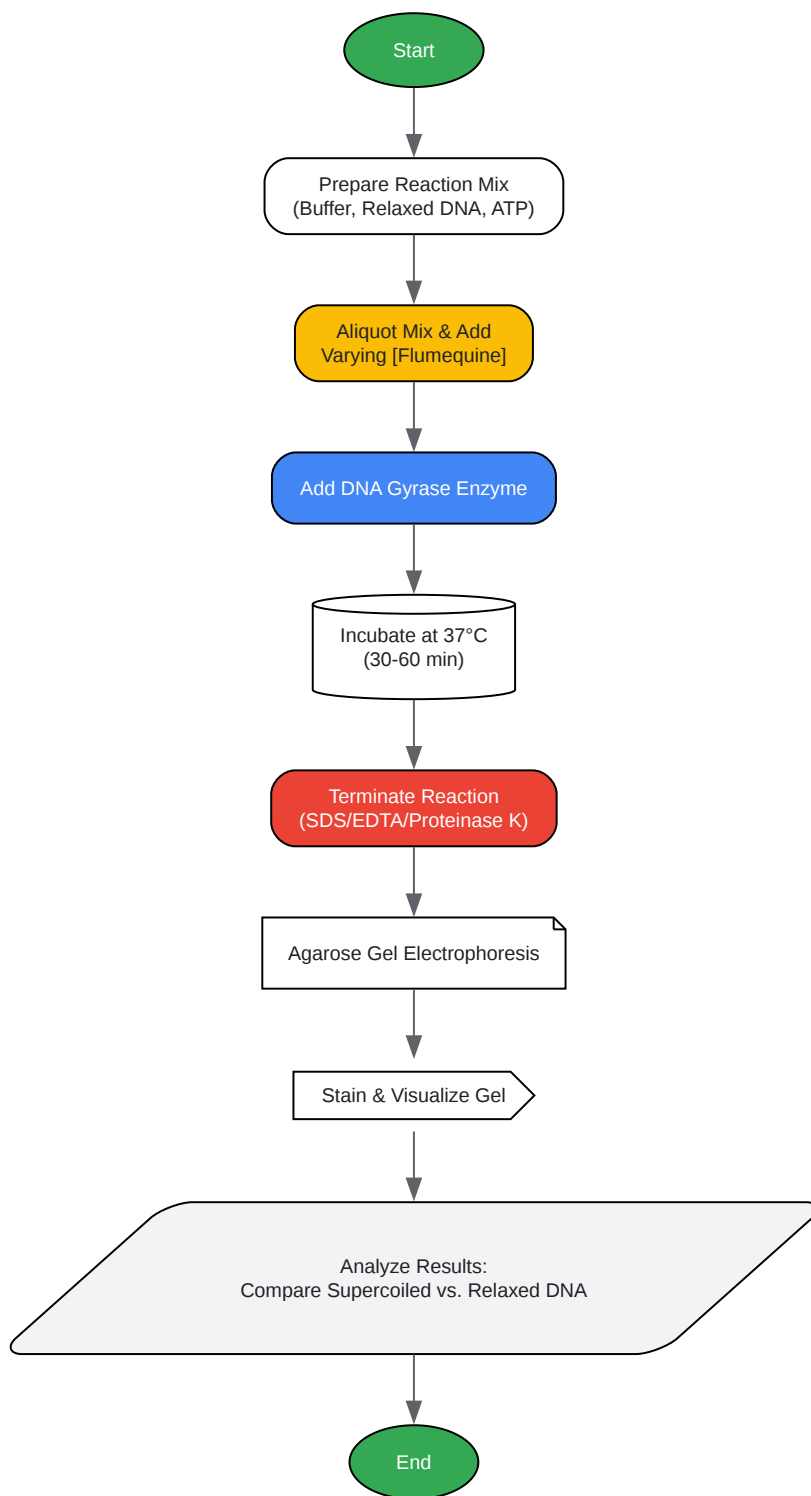 Start
Prepare Reaction Mix
(Buffer, Relaxed DNA, ATP)
Aliquot Mix & Add
Varying [Flumequine]
Add DNA Gyrase Enzyme
Incubate at 37°C
(30-60 min)
Terminate Reaction
(SDS/EDTA/Proteinase K)
Agarose Gel Electrophoresis
Stain & Visualize Gel
Analyze Results:
Compare Supercoiled vs. Relaxed DNA
End